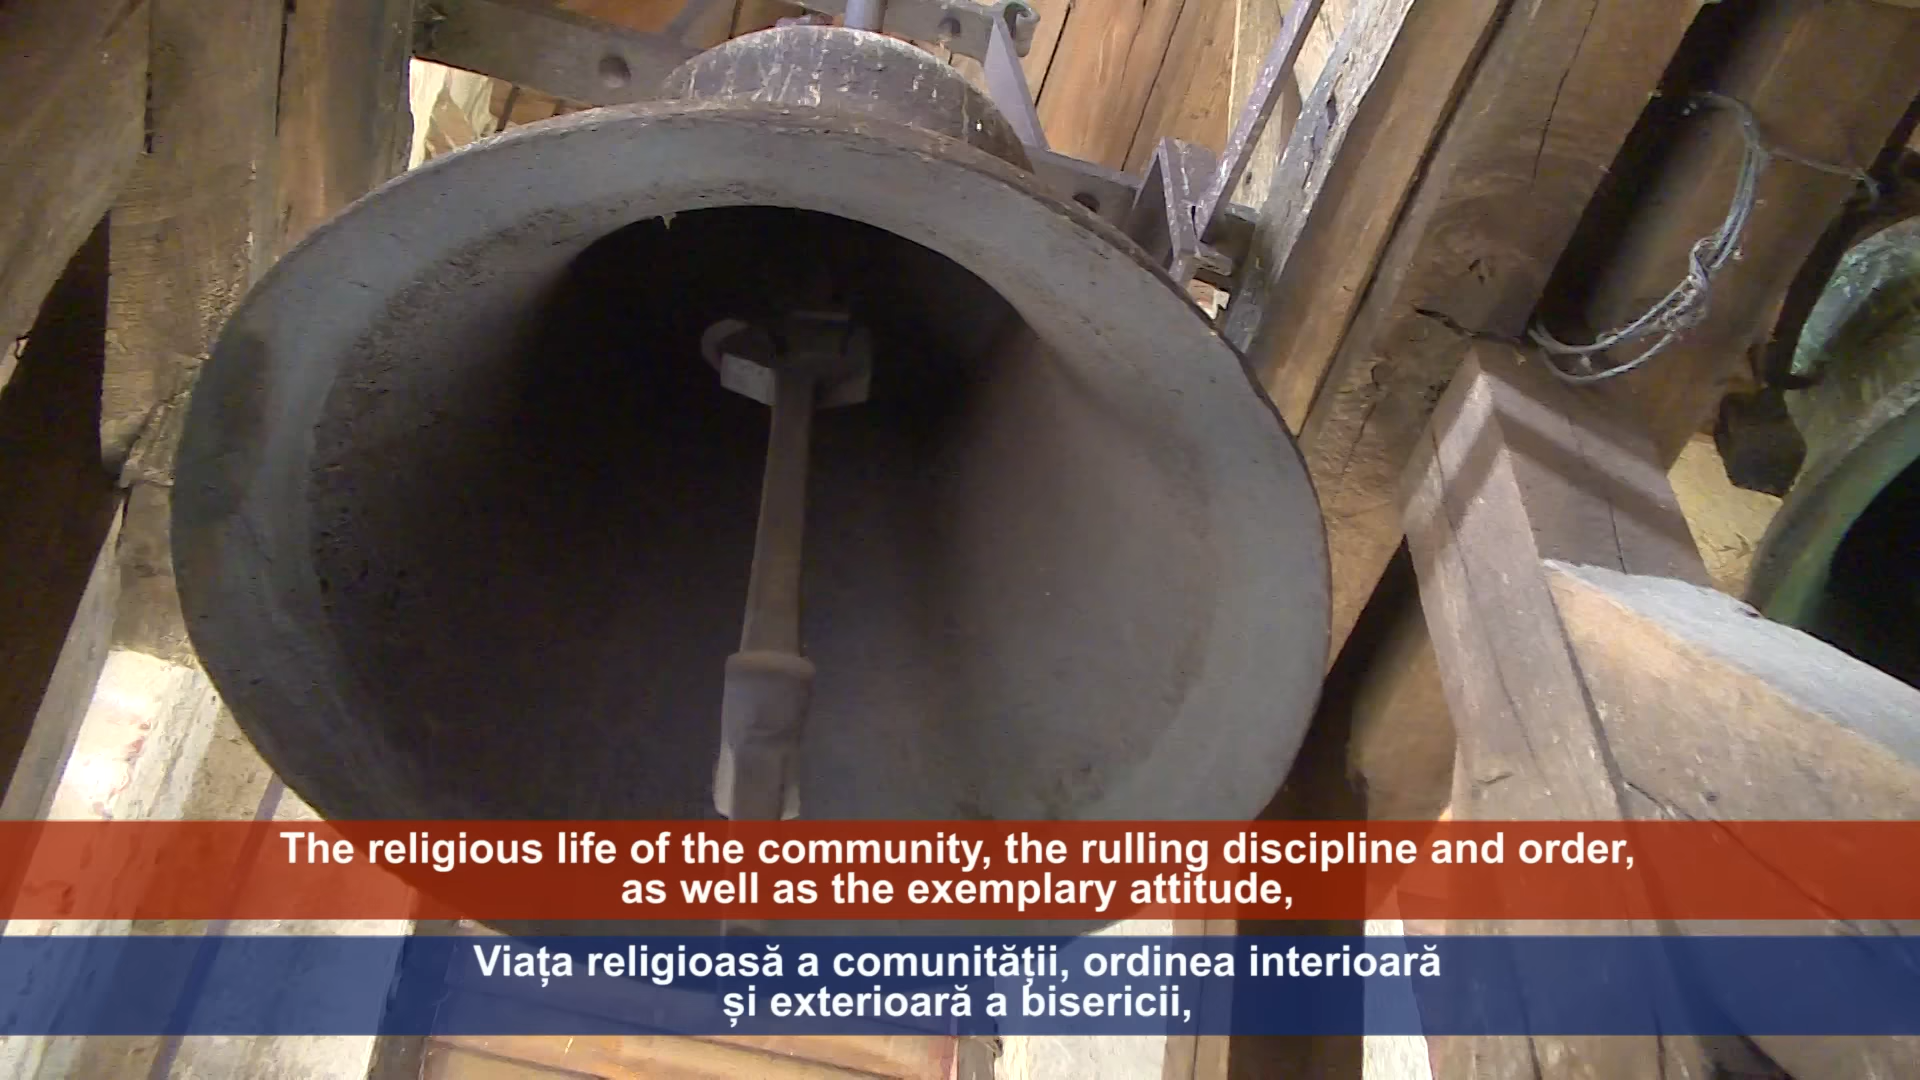 The religious life of the community, the rulling discipline and order,
as well as the exemplary attitude,
Viața religioasă a comunității, ordinea interioară
și exterioară a bisericii,